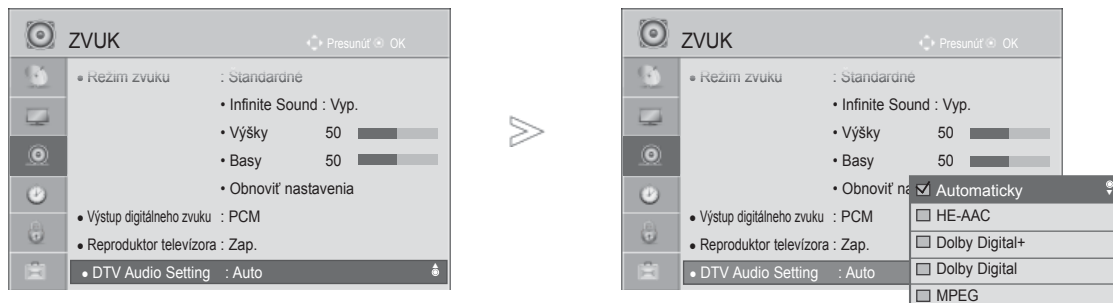 ZVUK
Presunúť OK
• Režim zvuku : Štandardné
• Infinite Sound : Vyp.
• Výšky 50
• Basy 50
• Obnoviť nastavenia
• Výstup digitálneho zvuku : PCM
• Reproduktor televízora : Zap.
• DTV Audio Setting : Auto
ZVUK
Presunúť OK
• Režim zvuku : Štandardné
• Infinite Sound : Vyp.
• Výšky 50
• Basy 50
• Obnoviť na
• Výstup digitálneho zvuku : PCM
• Reproduktor televízora : Zap.
• DTV Audio Setting : Auto
Automaticky
HE-AAC
Dolby Digital+
Dolby Digital
MPEG